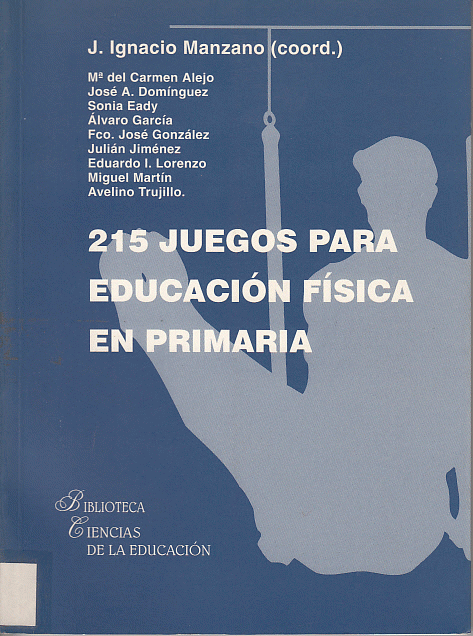 J. Ignacio Manzano (coord.)
Mª del Carmen Alejo
José A. Domínguez
Sonia Eady
Álvaro García
Fco. José González
Julián Jiménez
Eduardo I. Lorenzo
Miguel Martín
Avelino Trujillo.
215 JUEGOS PARA
EDUCACIÓN FÍSICA
EN PRIMARIA
BIBLIOTECA
CIENCIAS
DE LA EDUCACIÓN